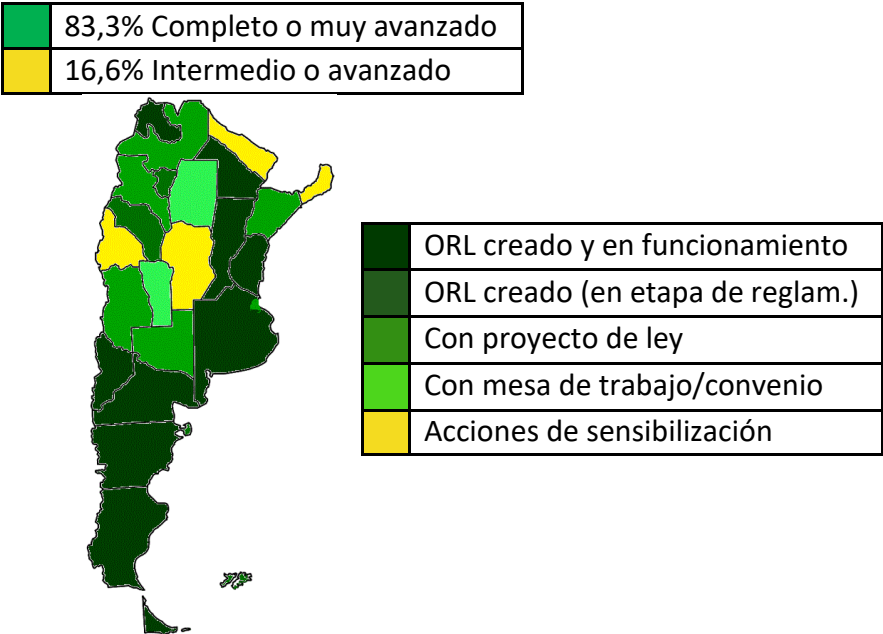 83,3% Completo o muy avanzado
16,6% Intermedio o avanzado
ORL creado y en funcionamiento
ORL creado (en etapa de reglam.)
Con proyecto de ley
Con mesa de trabajo/convenio
Acciones de sensibilización